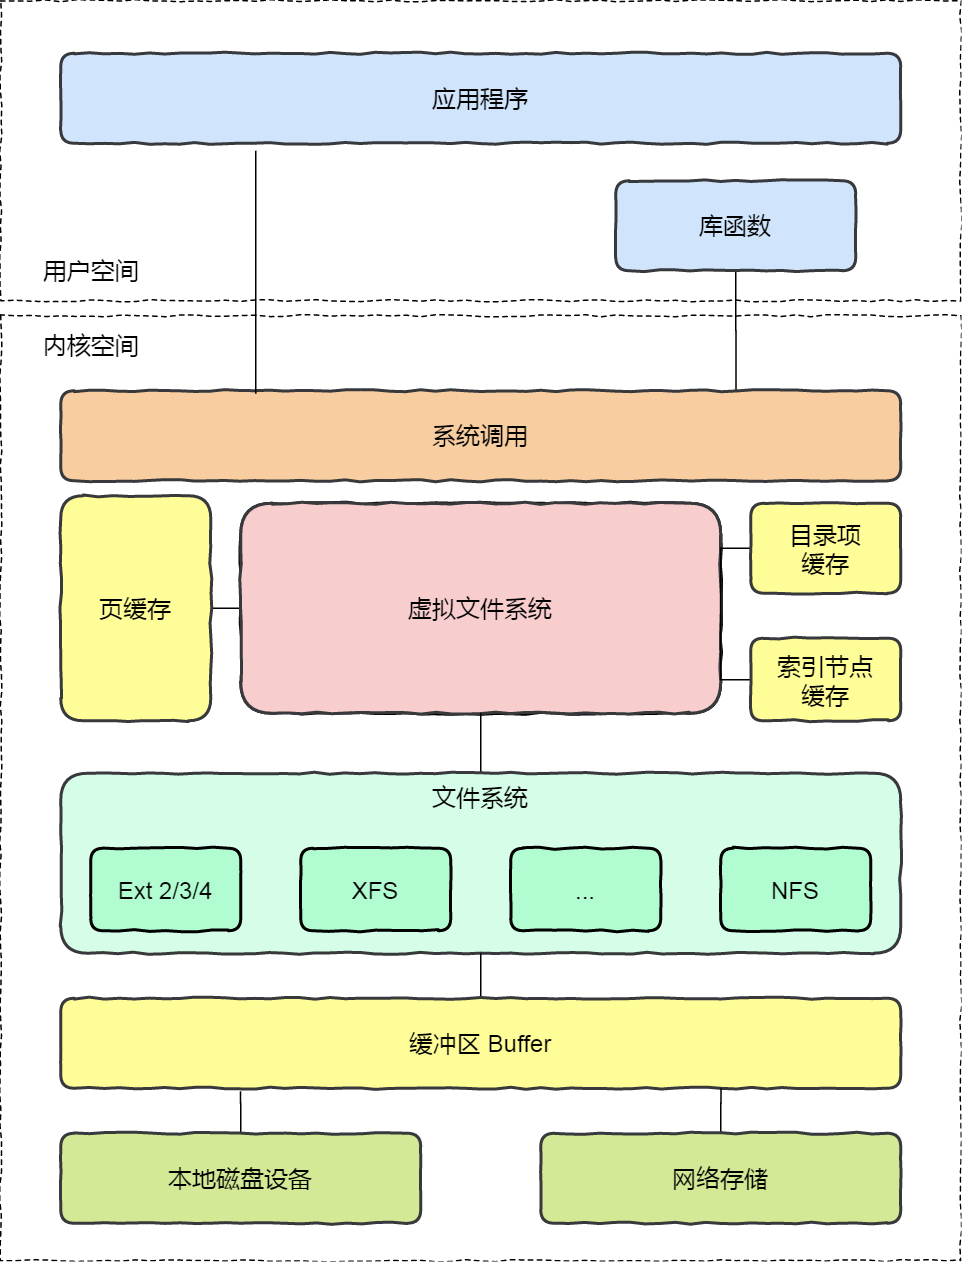 应用程序
库函数
用户空间
内核空间
系统调用
页缓存
虚拟文件系统
目录项
缓存
索引节点
缓存
文件系统
Ext 2/3/4
XFS
...
NFS
缓冲区 Buffer
本地磁盘设备
网络存储